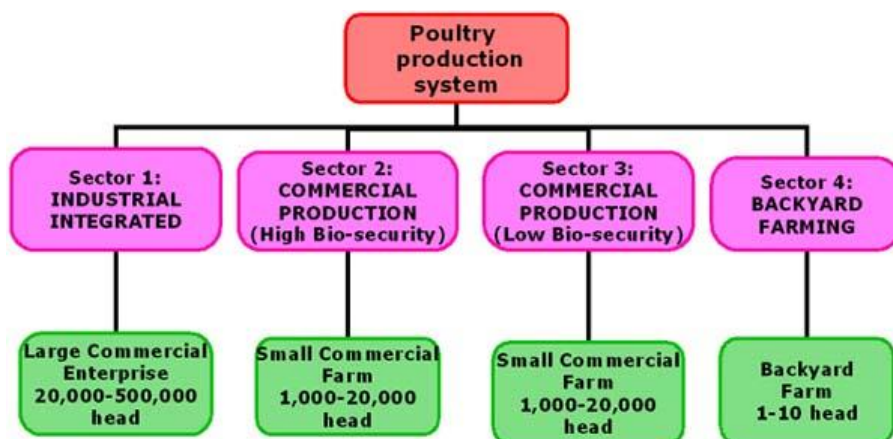 Poultry
production
system
Sector 1:
INDUSTRIAL
INTEGRATED
Sector 2:
COMMERCIAL
PRODUCTION
(High Bio-security)
Sector 3:
COMMERCIAL
PRODUCTION
(Low Bio-security)
Sector 4:
BACKYARD
FARMING
Large Commercial
Enterprise
20,000-500,000
head
Small Commercial
Farm
1,000-20,000
head
Small Commercial
Farm
1,000-20,000
head
Backyard
Farm
1-10 head